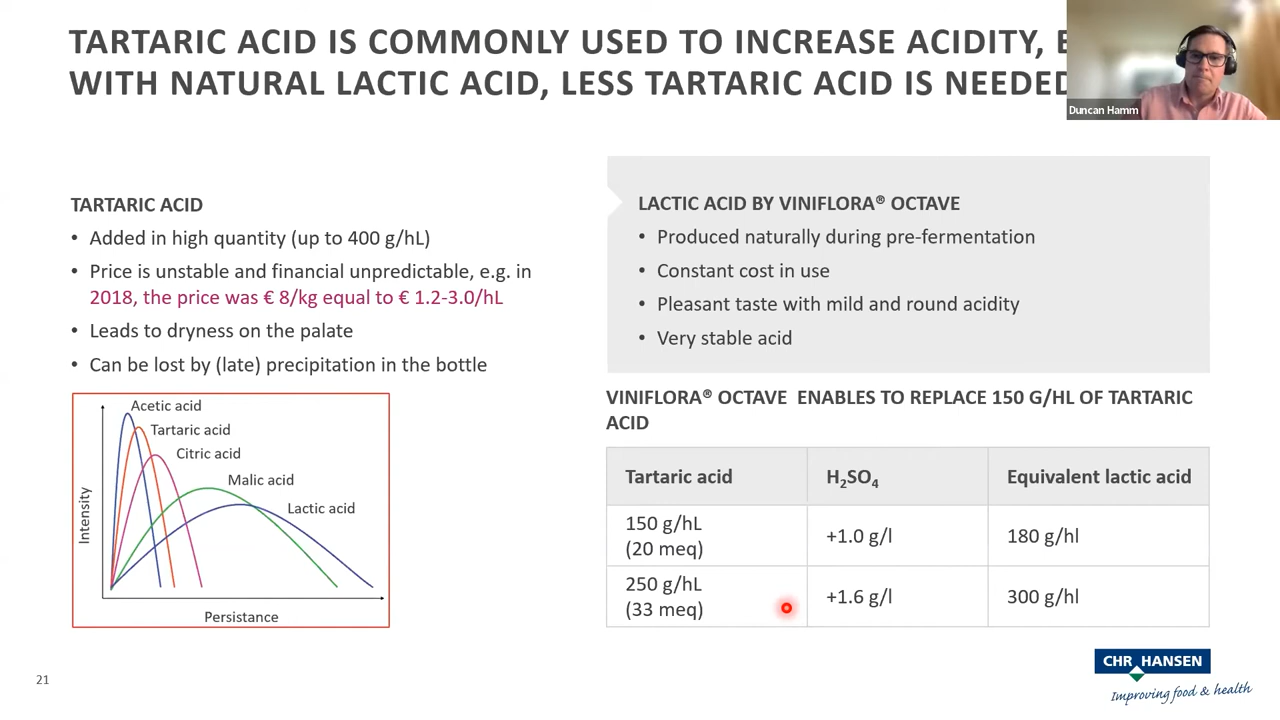 TARTARIC ACID IS COMMONLY USED TO INCREASE ACIDITY,
WITH NATURAL LACTIC ACID, LESS TARTARIC ACID IS NEEDED
Duncan Hamm
TARTARIC ACID
• Added in high quantity (up to 400 g/hL)
• Price is unstable and financial unpredictable, e.g. in
2018, the price was € 8/kg equal to € 1.2-3.0/hL
• Leads to dryness on the palate
• Can be lost by (late) precipitation in the bottle
Acetic acid
Tartaric acid
Citric acid
Malic acid
Lactic acid
Intensity
Persistance
LACTIC ACID BY VINIFLORA® OCTAVE
• Produced naturally during pre-fermentation
• Constant cost in use
• Pleasant taste with mild and round acidity
• Very stable acid
VINIFLORA® OCTAVE ENABLES TO REPLACE 150 G/HL OF TARTARIC
ACID
Tartaric acid H₂SO₄ Equivalent lactic acid
150 g/hL
(20 meq) +1.0 g/l 180 g/hl
250 g/hL
(33 meq) +1.6 g/l 300 g/hl
21
CHR HANSEN
Improving food & health